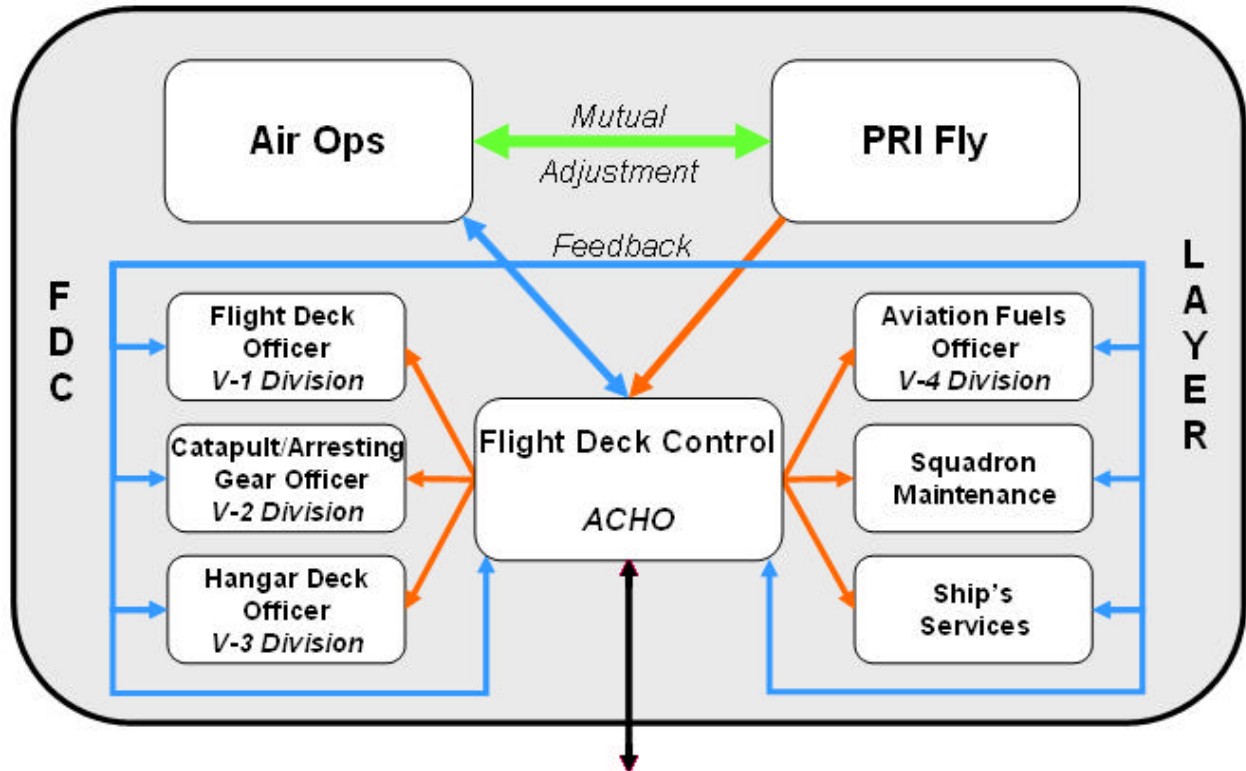 Air Ops
Mutual
Adjustment
PRI Fly
Feedback
F
D
C
L
A
Y
E
R
Flight Deck
Officer
V-1 Division
Catapult/Arresting
Gear Officer
V-2 Division
Hangar Deck
Officer
V-3 Division
Flight Deck Control
ACHO
Aviation Fuels
Officer
V-4 Division
Squadron
Maintenance
Ship's
Services